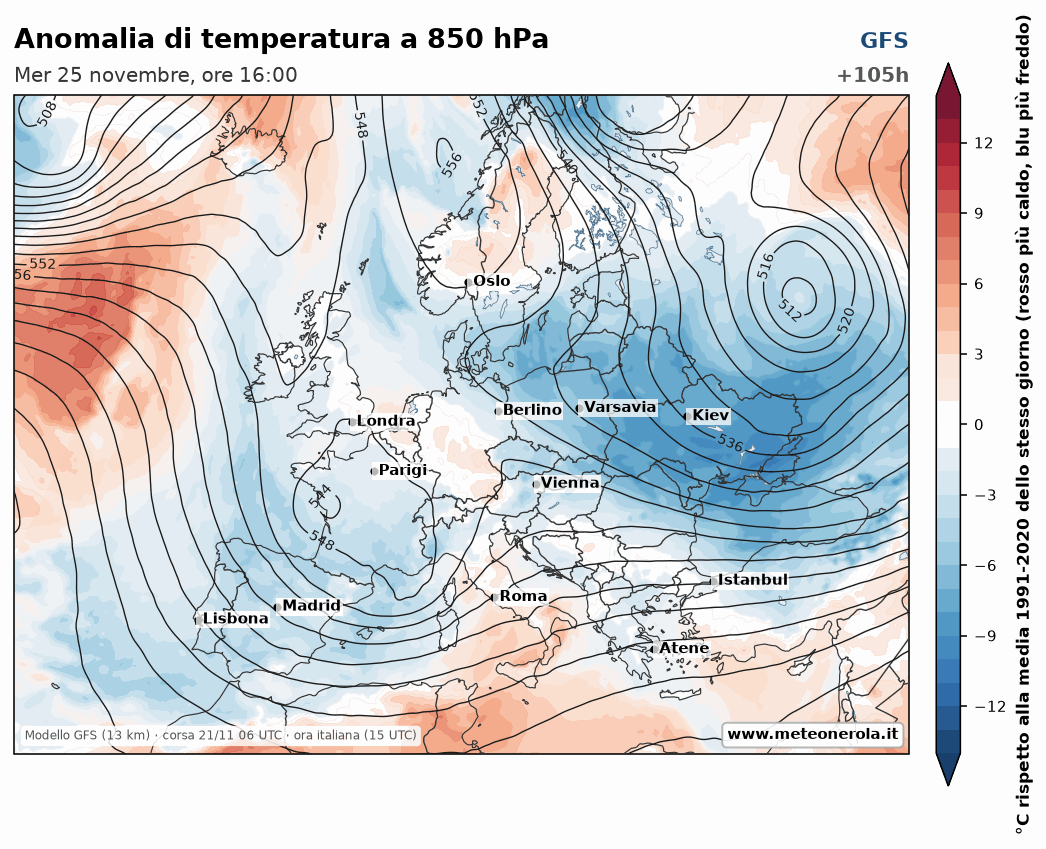 Anomalia di temperatura a 850 hPa
GFS
Mer 25 novembre, ore 16:00
+105h
508
548
552
556
540
552
56
516
512
520
Oslo
Berlino
Varsavia
Kiev
536
Londra
Parigi
Vienna
544
548
Istanbul
Roma
Madrid
Lisbona
Atene
Modello GFS (13 km) · corsa 21/11 06 UTC · ora italiana (15 UTC)
www.meteonerola.it
12
9
6
3
0
−3
−6
−9
−12
°C rispetto alla media 1991-2020 dello stesso giorno (rosso più caldo, blu più freddo)